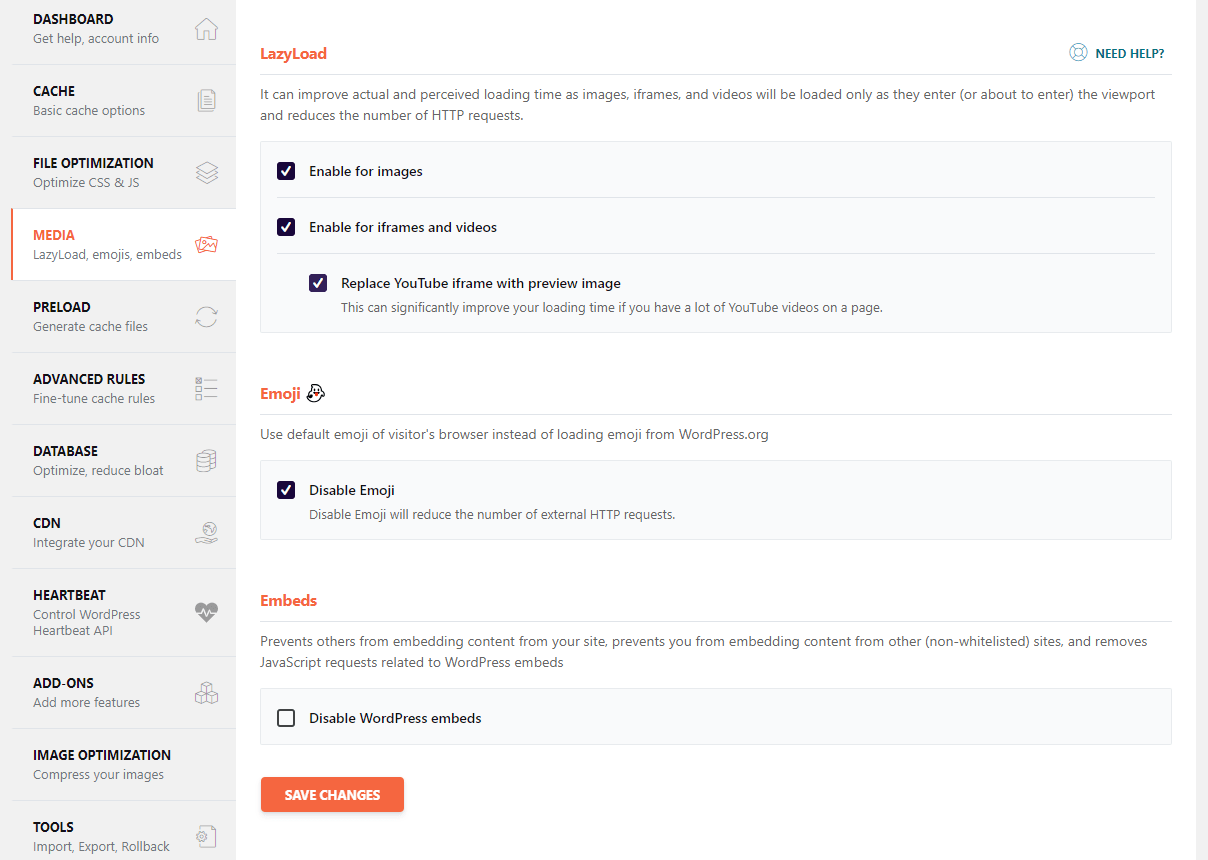 DASHBOARD
Get help, account info
CACHE
Basic cache options
FILE OPTIMIZATION
Optimize CSS & JS
MEDIA
LazyLoad, emojis, embeds
PRELOAD
Generate cache files
ADVANCED RULES
Fine-tune cache rules
DATABASE
Optimize, reduce bloat
CDN
Integrate your CDN
HEARTBEAT
Control WordPress
Heartbeat API
ADD-ONS
Add more features
IMAGE OPTIMIZATION
Compress your images
TOOLS
Import, Export, Rollback
LazyLoad
NEED HELP?
It can improve actual and perceived loading time as images, iframes, and videos will be loaded only as they enter (or about to enter) the viewport
and reduces the number of HTTP requests.
Enable for images
Enable for iframes and videos
Replace YouTube iframe with preview image
This can significantly improve your loading time if you have a lot of YouTube videos on a page.
Emoji
Use default emoji of visitor's browser instead of loading emoji from WordPress.org
Disable Emoji
Disable Emoji will reduce the number of external HTTP requests.
Embeds
Prevents others from embedding content from your site, prevents you from embedding content from other (non-whitelisted) sites, and removes
JavaScript requests related to WordPress embeds
Disable WordPress embeds
SAVE CHANGES